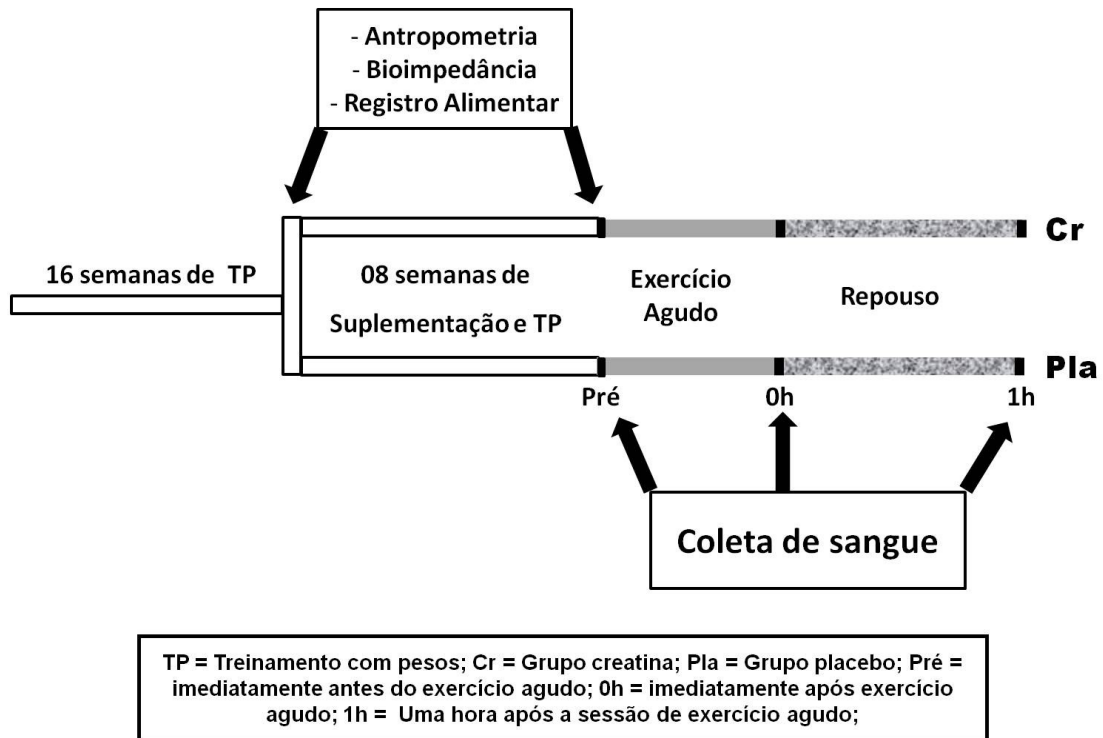 - Antropometria
- Bioimpedância
- Registro Alimentar
Cr
16 semanas de TP
08 semanas de
Suplementação e TP
Exercício
Agudo
Repouso
Pla
Pré
0h
1h
Coleta de sangue
TP = Treinamento com pesos; Cr = Grupo creatina; Pla = Grupo placebo; Pré =
imediatamente antes do exercício agudo; 0h = imediatamente após exercício
agudo; 1h = Uma hora após a sessão de exercício agudo;